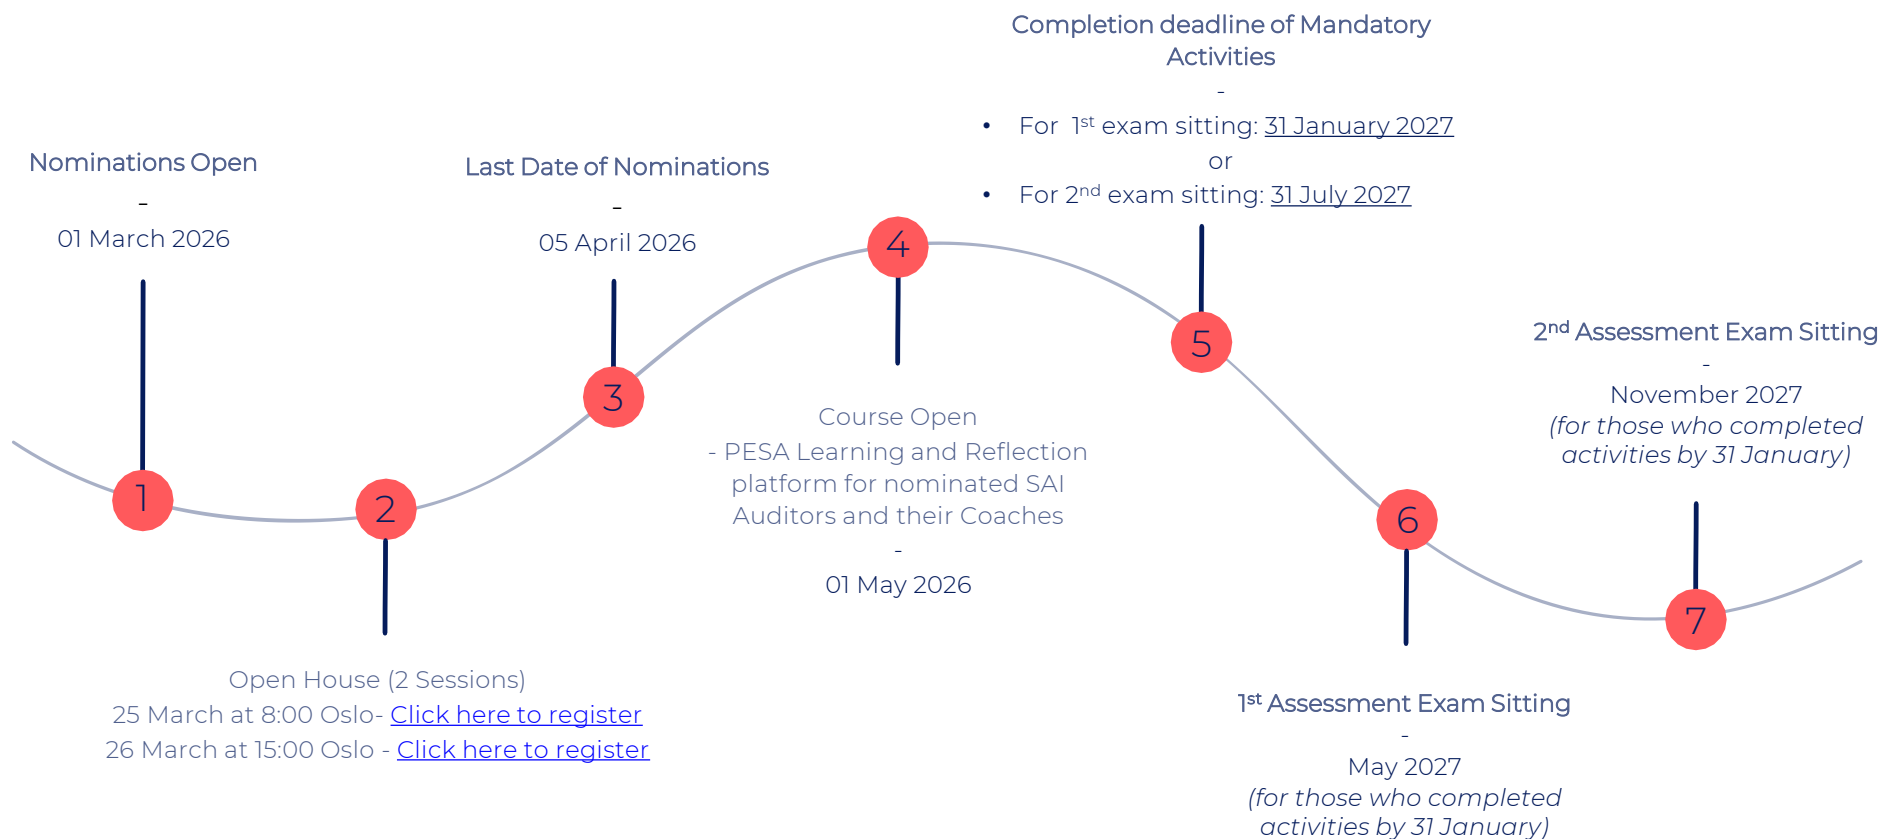 Nominations Open
-
01 March 2026
1
2
Open House (2 Sessions)
25 March at 8:00 Oslo- Click here to register
26 March at 15:00 Oslo - Click here to register
Last Date of Nominations
-
05 April 2026
3
4
Course Open
- PESA Learning and Reflection
platform for nominated SAI
Auditors and their Coaches
-
01 May 2026
Completion deadline of Mandatory
Activities
-
• For 1st exam sitting: 31 January 2027
or
• For 2nd exam sitting: 31 July 2027
5
6
1st Assessment Exam Sitting
-
May 2027
(for those who completed
activities by 31 January)
2nd Assessment Exam Sitting
-
November 2027
(for those who completed
activities by 31 January)
7